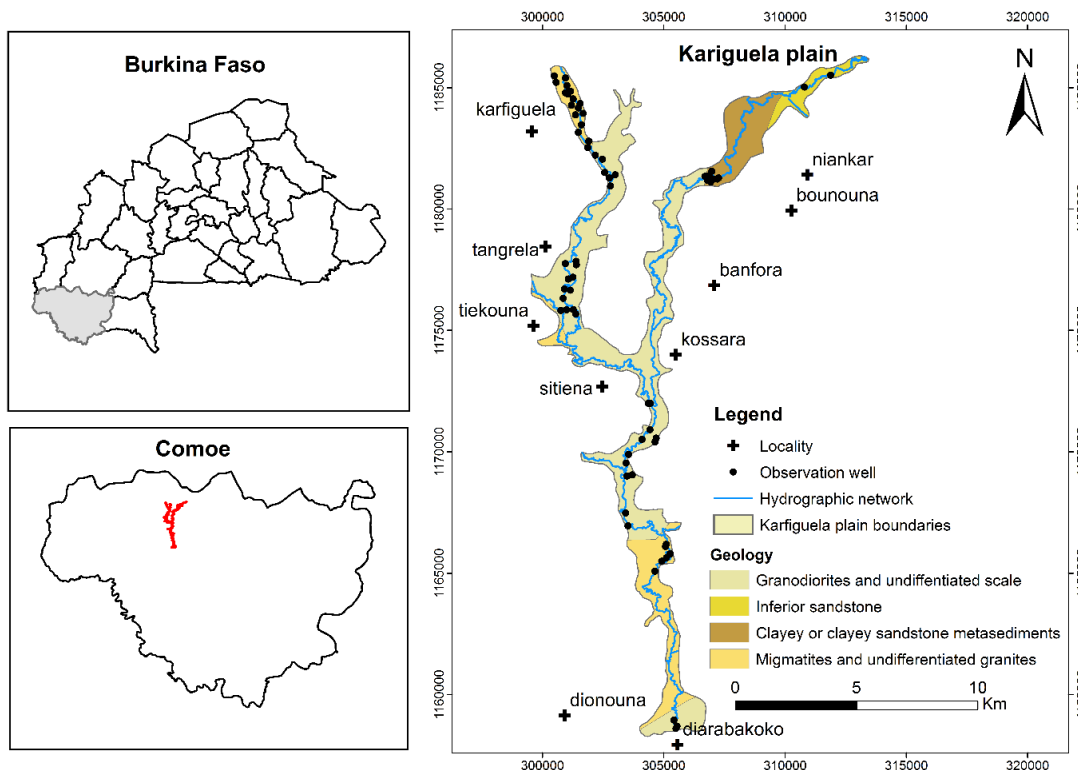 Burkina Faso
Comoe
300000
305000
310000
315000
320000
Kariguela plain
N
1185000
1180000
1175000
1170000
1165000
1160000
karfiguela
niankar
bounouna
tangrela
banfora
tiekouna
kossara
sitiena
dionouna
diarabakoko
Legend
Locality
Observation well
Hydrographic network
Karfiguela plain boundaries
Geology
Granodiorites and undiffentiated scale
Inferior sandstone
Clayey or clayey sandstone metasediments
Migmatites and undifferentiated granites
0 5 10
Km
300000
305000
310000
315000
320000